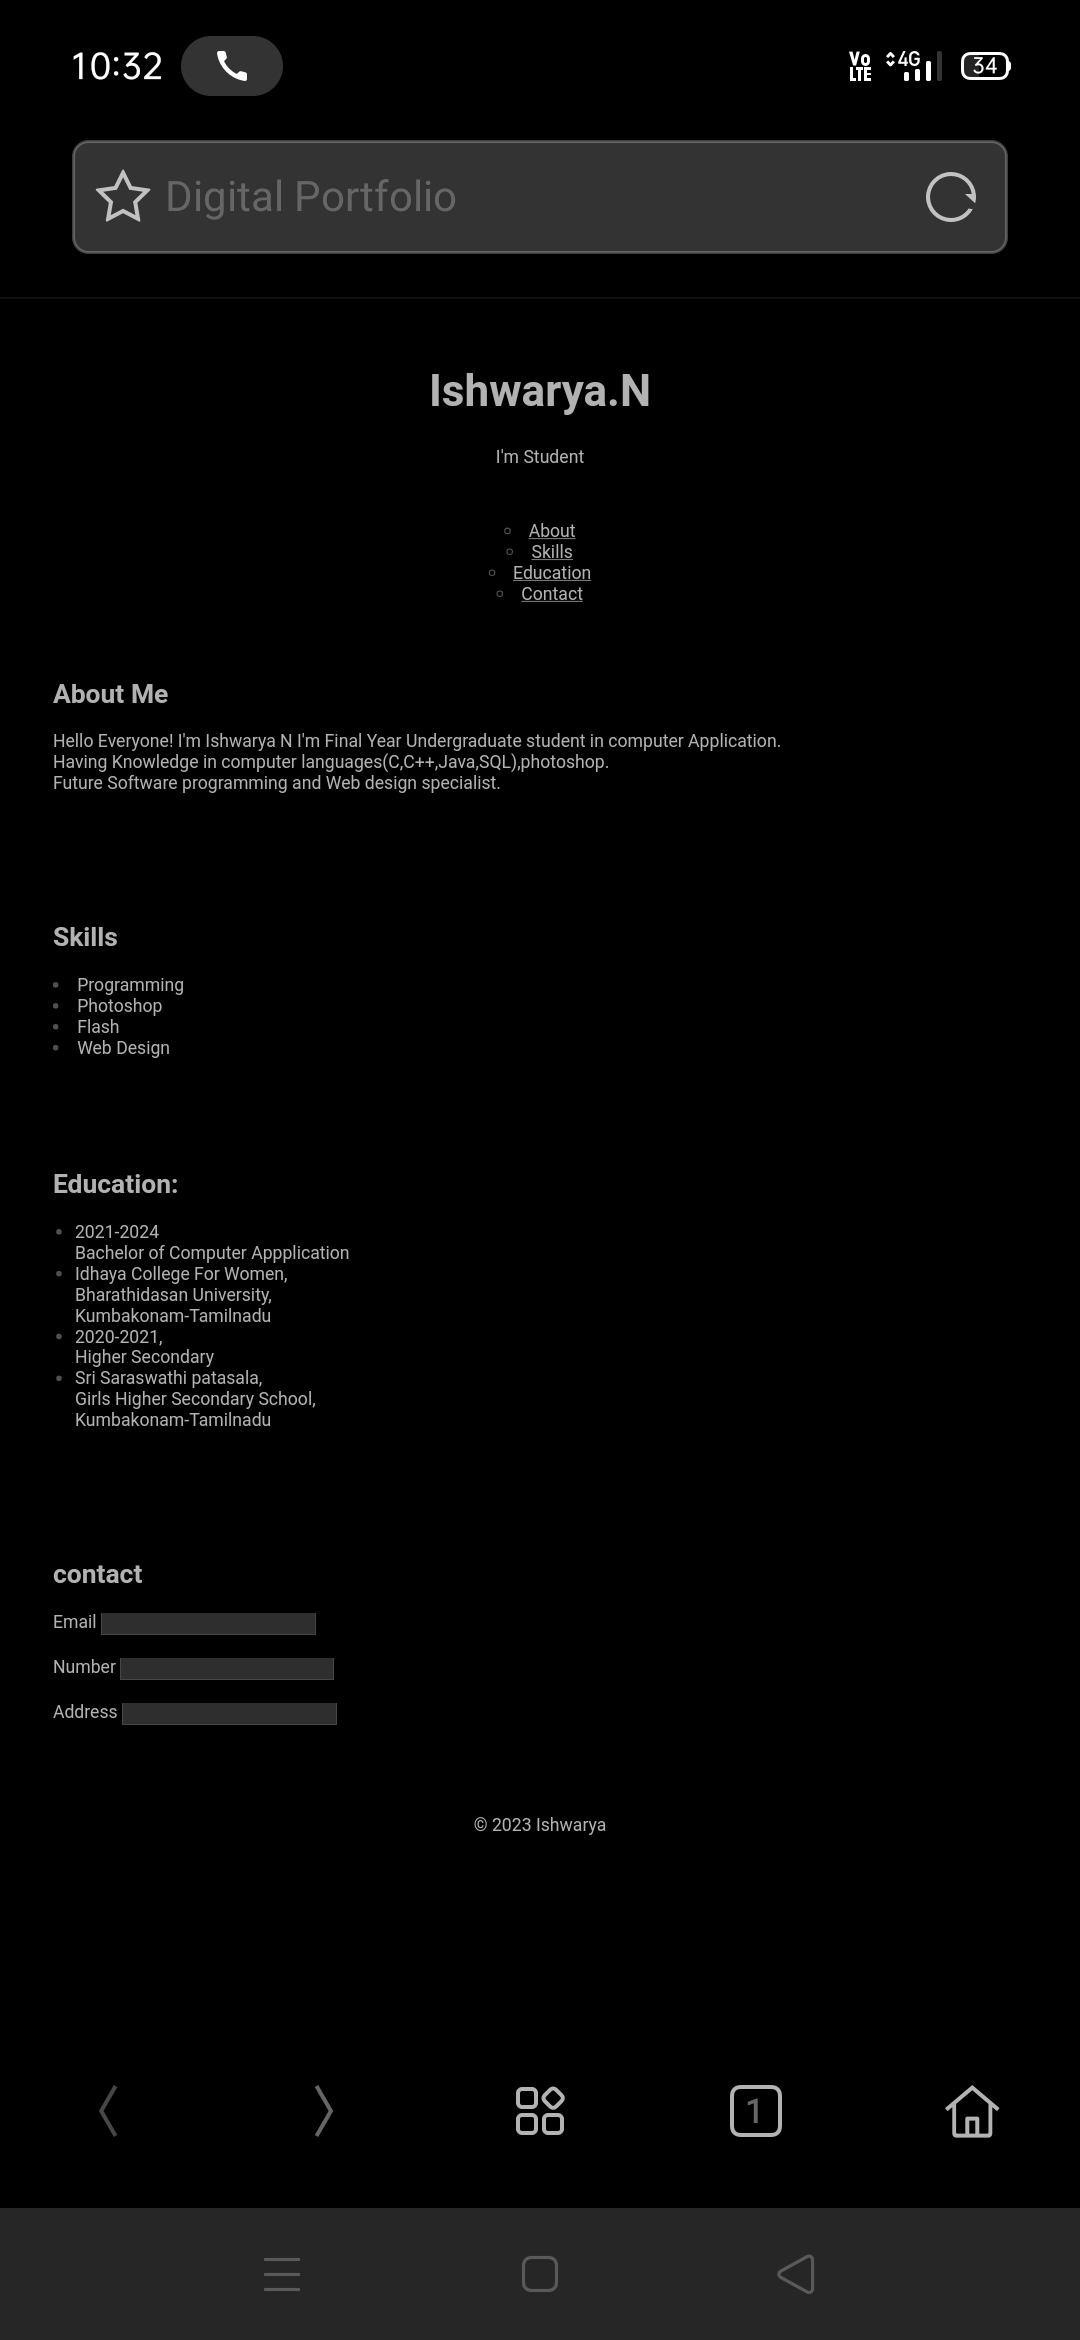 10:32
Vo
LTE
4G
34
Digital Portfolio
Ishwarya.N
I'm Student
About
Skills
Education
Contact
About Me
Hello Everyone! I'm Ishwarya N I'm Final Year Undergraduate student in computer Application.
Having Knowledge in computer languages(C,C++,Java,SQL),photoshop.
Future Software programming and Web design specialist.
Skills
Programming
Photoshop
Flash
Web Design
Education:
2021-2024
Bachelor of Computer Appplication
Idhaya College For Women,
Bharathidasan University,
Kumbakonam-Tamilnadu
2020-2021,
Higher Secondary
Sri Saraswathi patasala,
Girls Higher Secondary School,
Kumbakonam-Tamilnadu
contact
Email
Number
Address
© 2023 Ishwarya
1